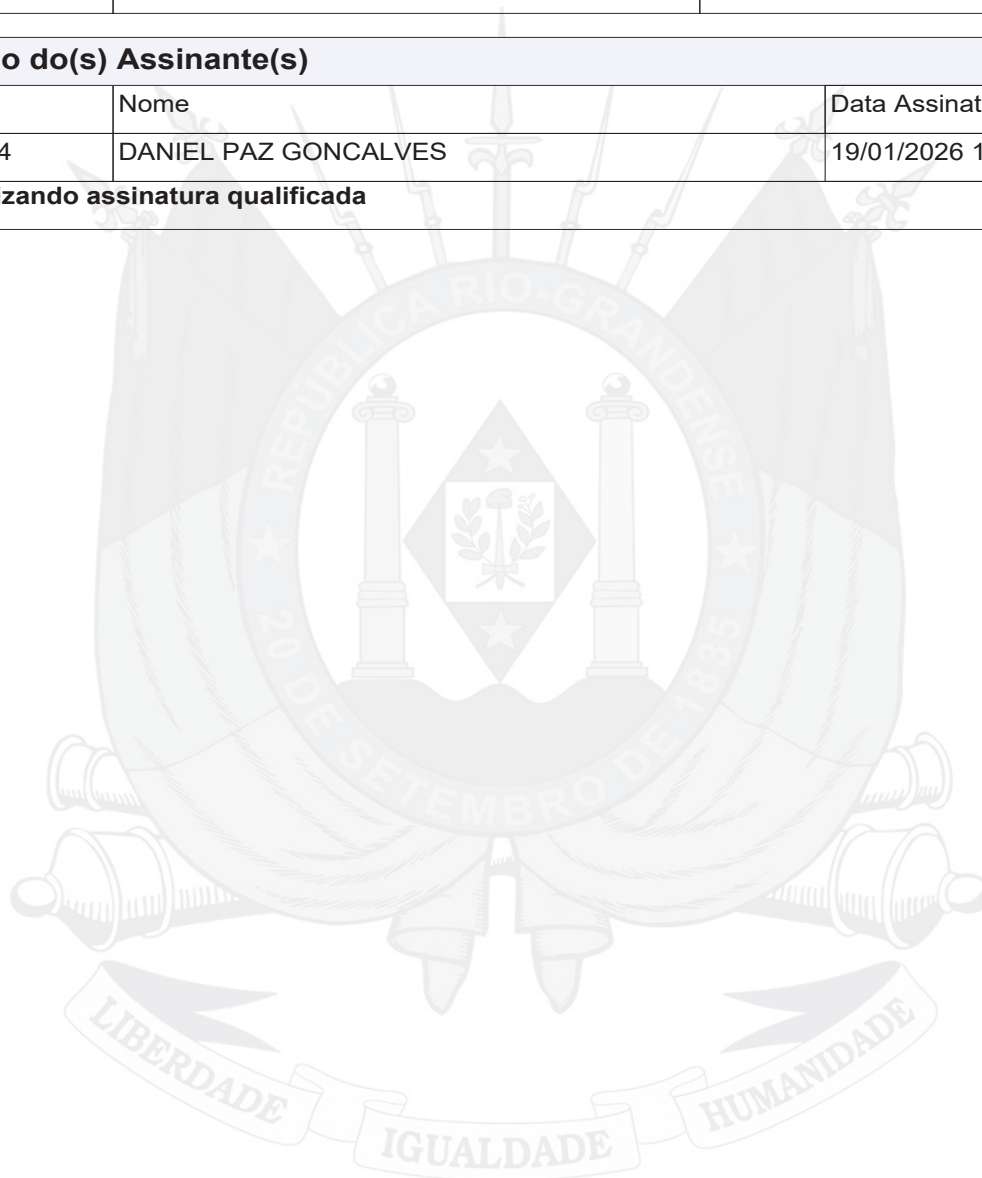 o do(s) Assinante(s)
Nome
Data Assinat
4
DANIEL PAZ GONCALVES
19/01/2026 1
izando assinatura qualificada
REPÚBLICA RIO-GRANDENSE
20 DE SETEMBRO DE 1835
LIBERDADE
IGUALDADE
HUMANIDADE